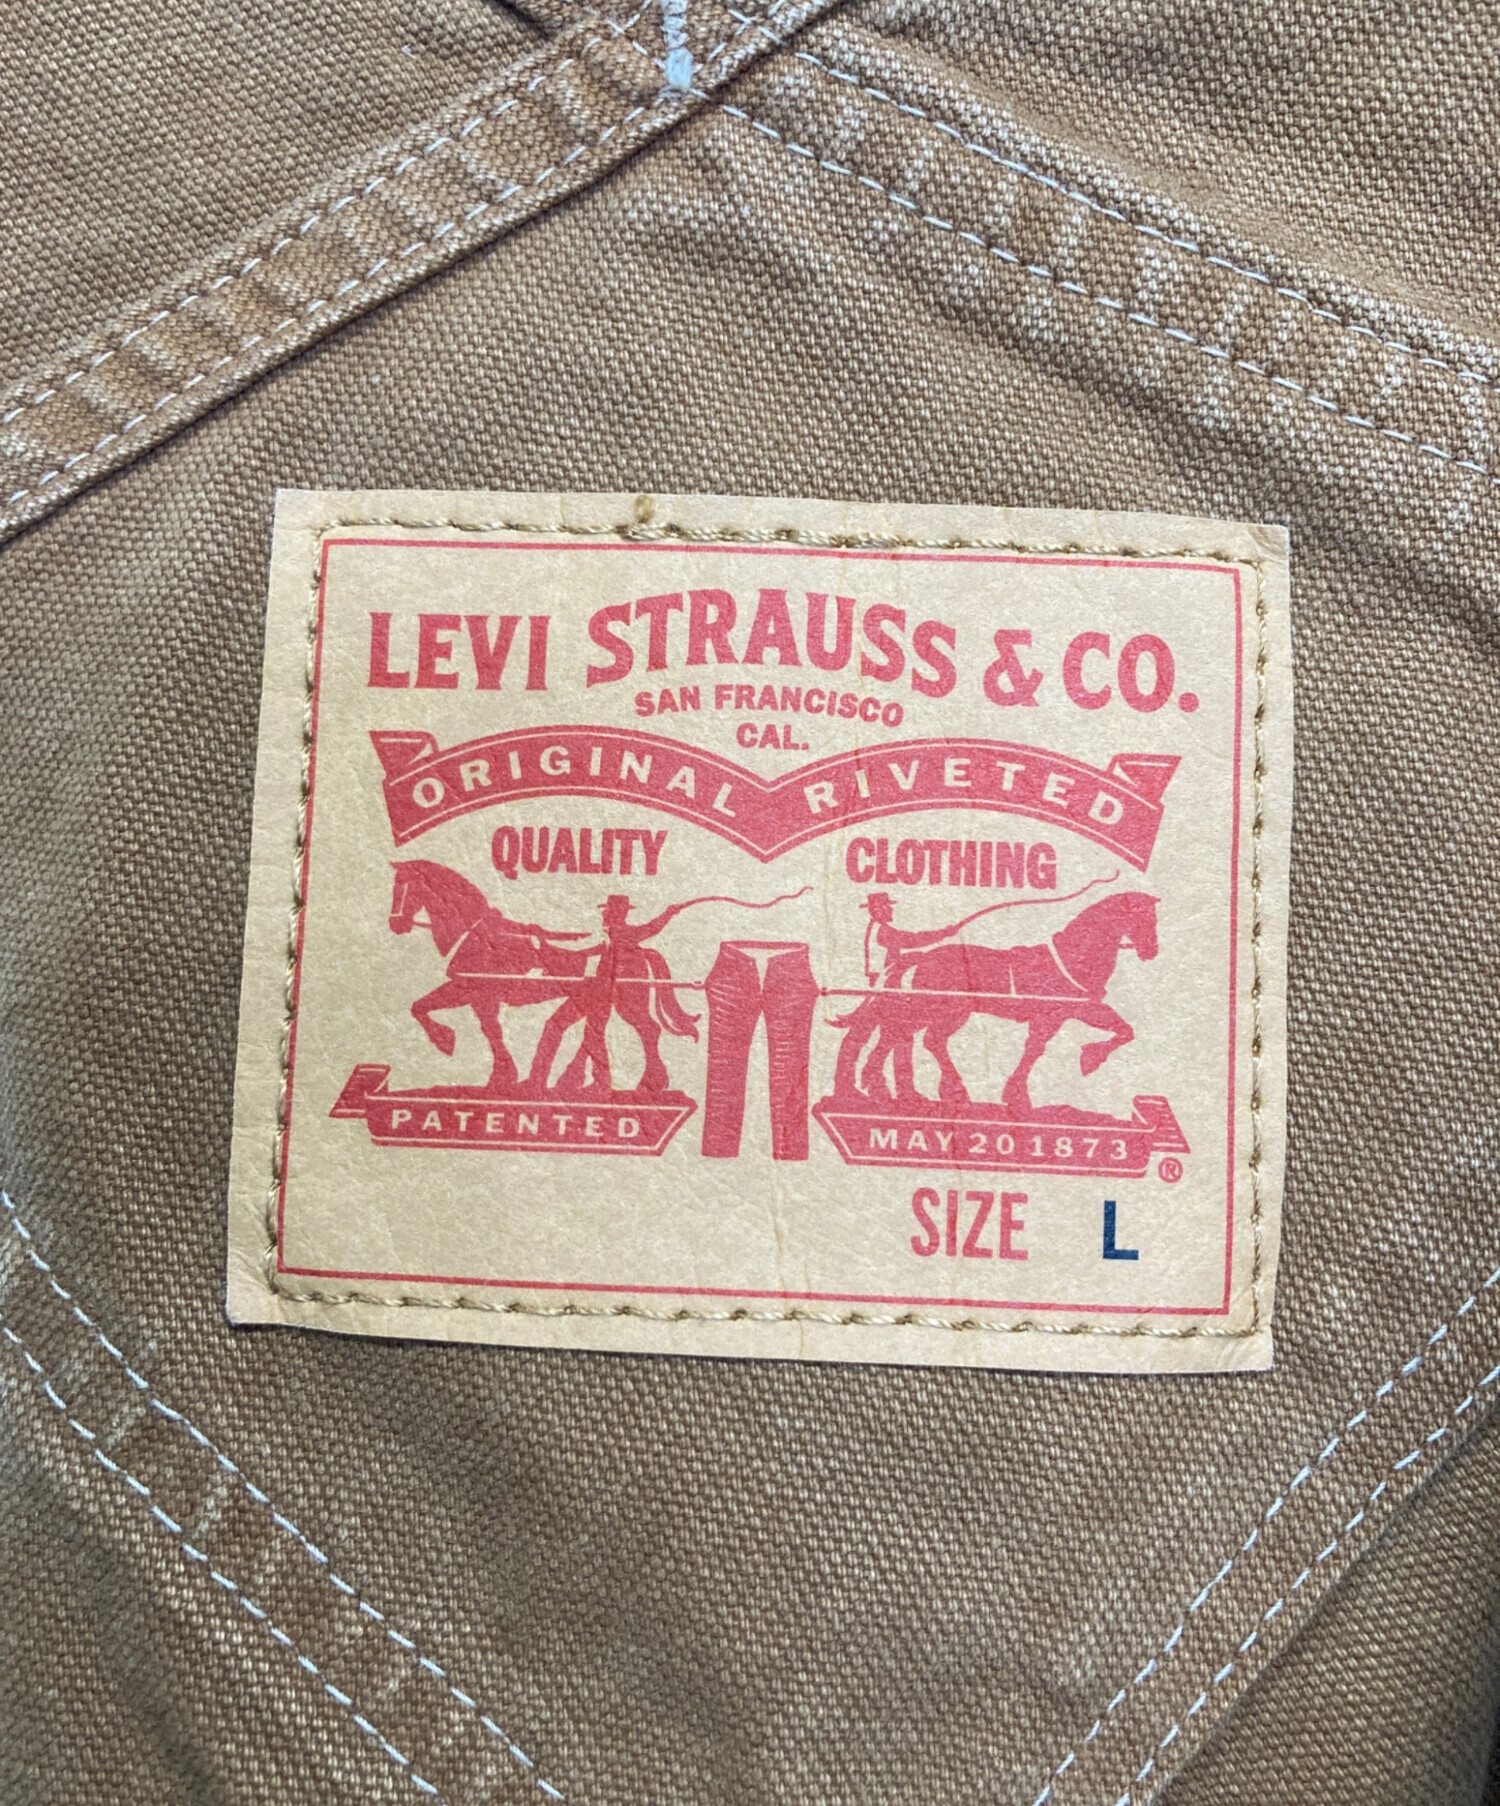 LEVI STRAUSS & CO.
SAN FRANCISCO
CAL.
ORIGINAL RIVETED
QUALITY CLOTHING
PATENTED MAY 20 1873 ®
SIZE L